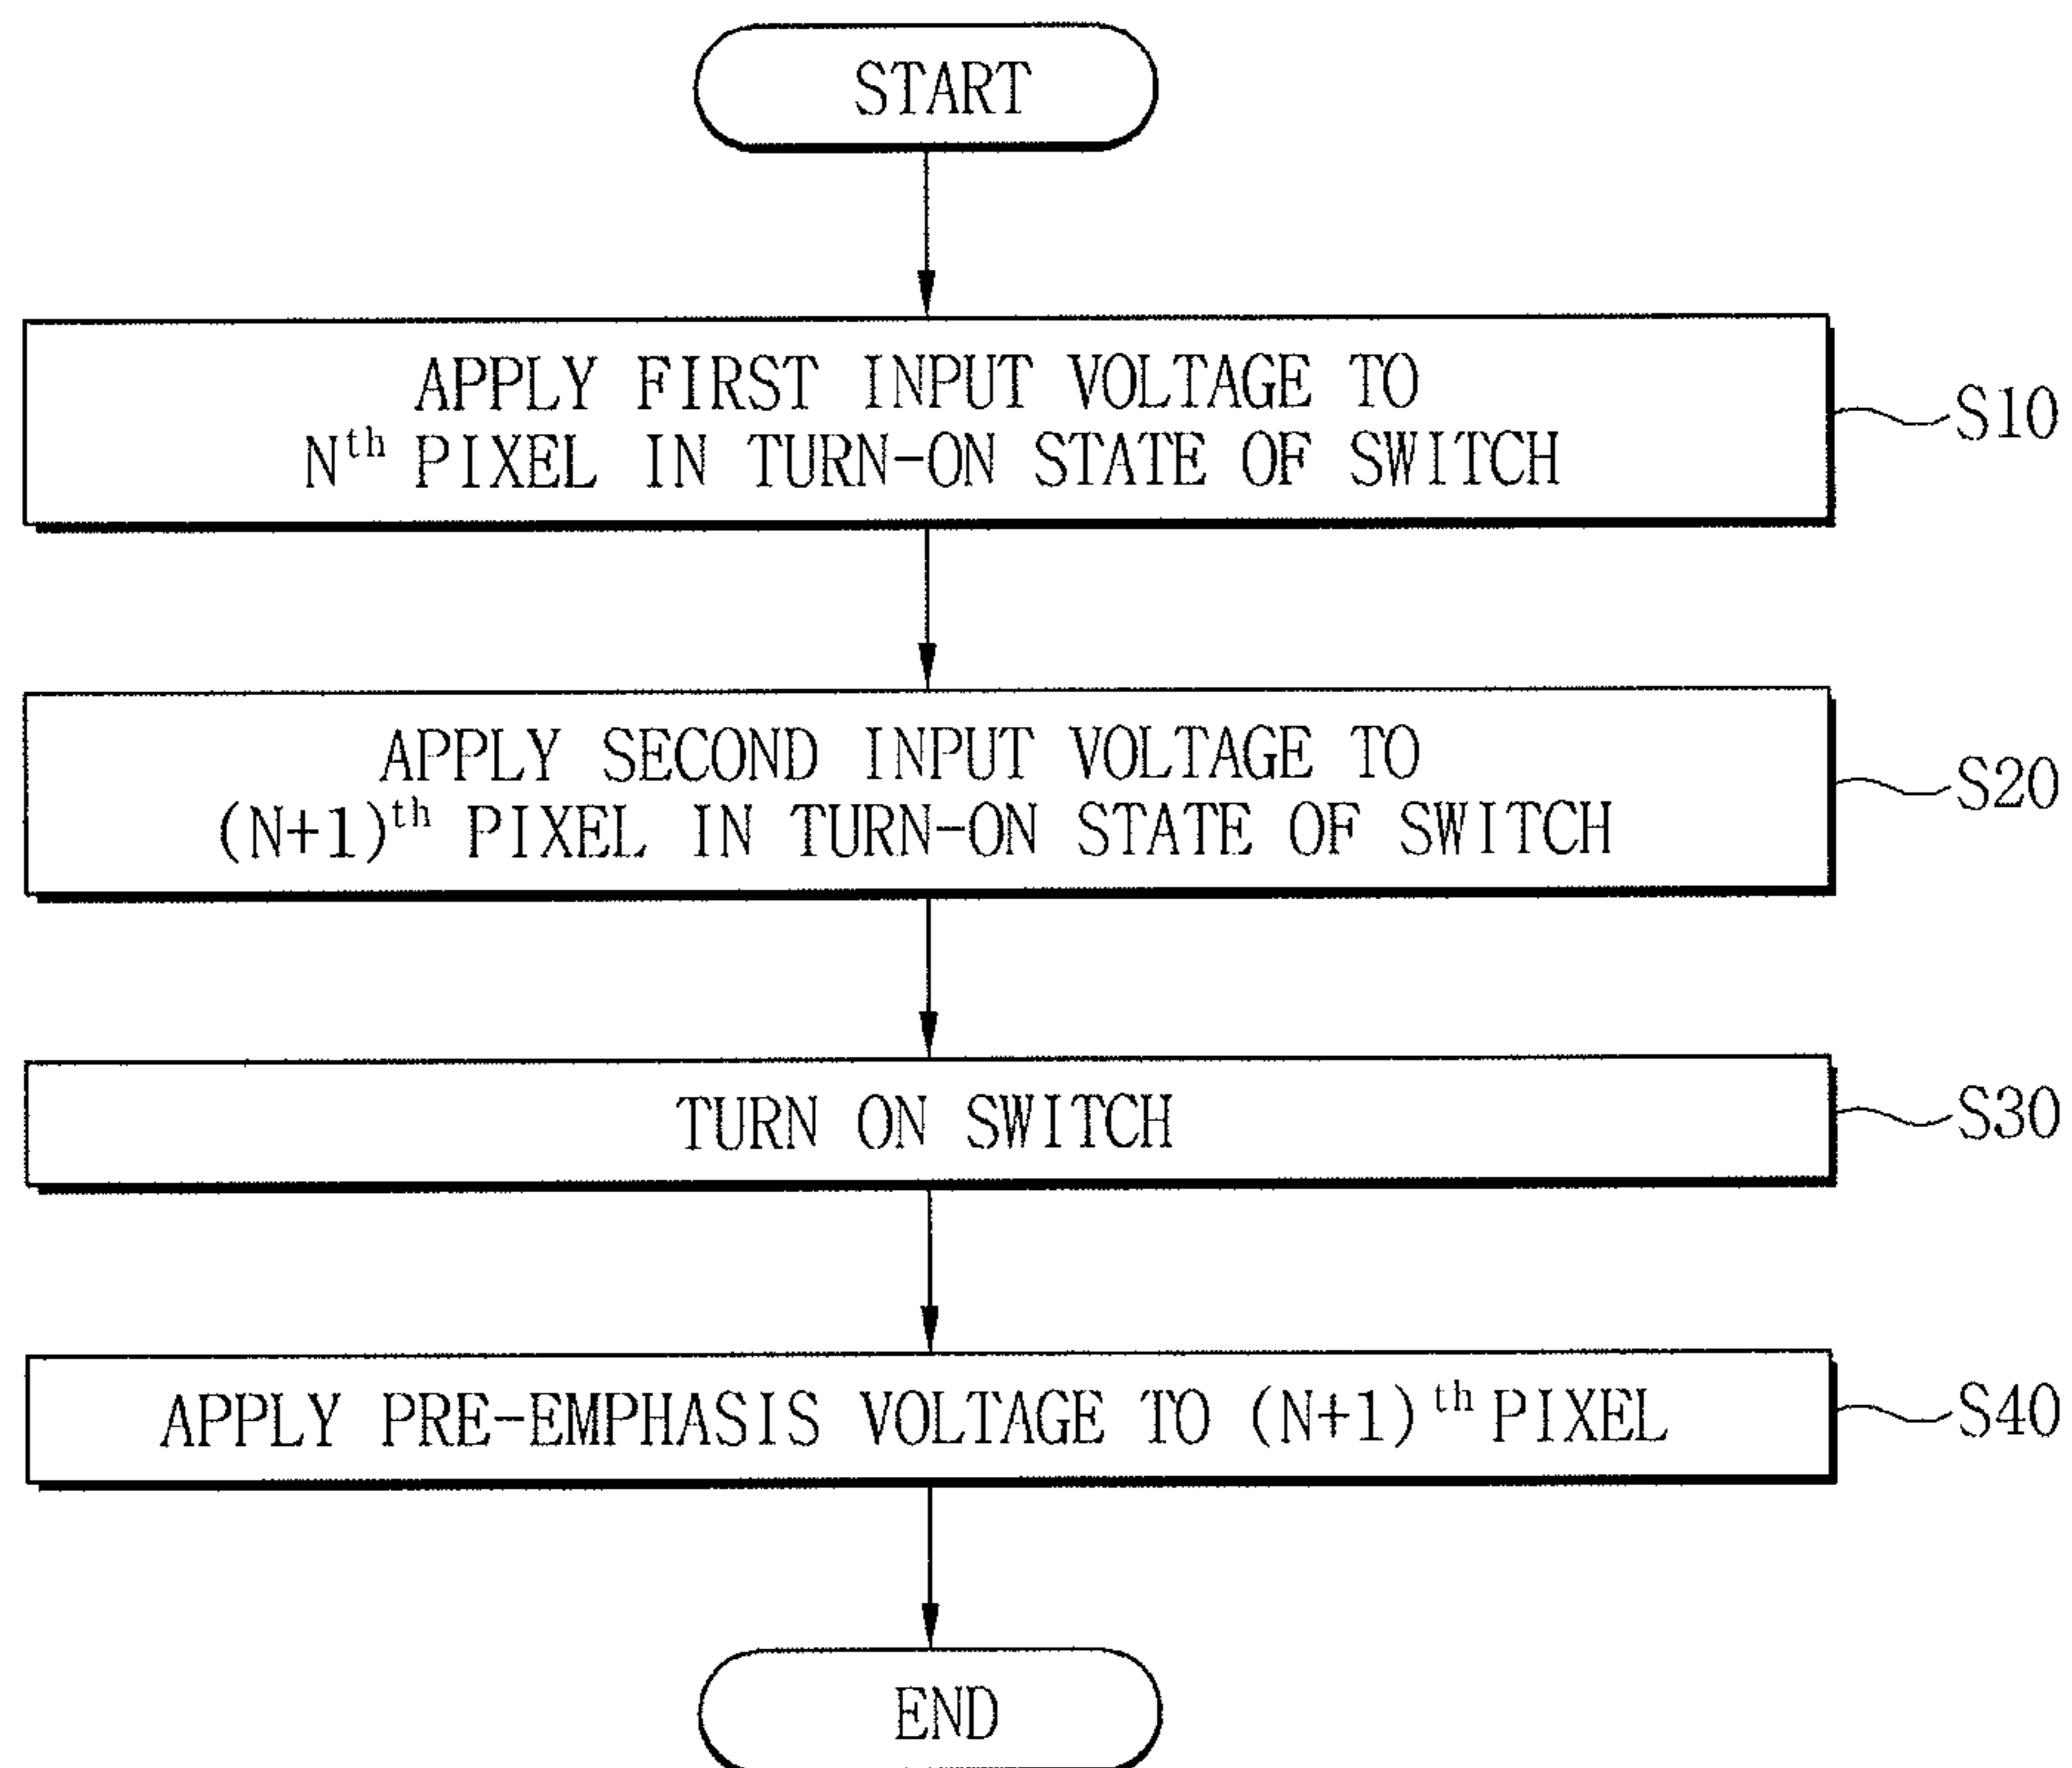 START
APPLY FIRST INPUT VOLTAGE TO
Nth PIXEL IN TURN-ON STATE OF SWITCH
S10
APPLY SECOND INPUT VOLTAGE TO
(N+1)th PIXEL IN TURN-ON STATE OF SWITCH
S20
TURN ON SWITCH
S30
APPLY PRE-EMPHASIS VOLTAGE TO (N+1)th PIXEL
S40
END